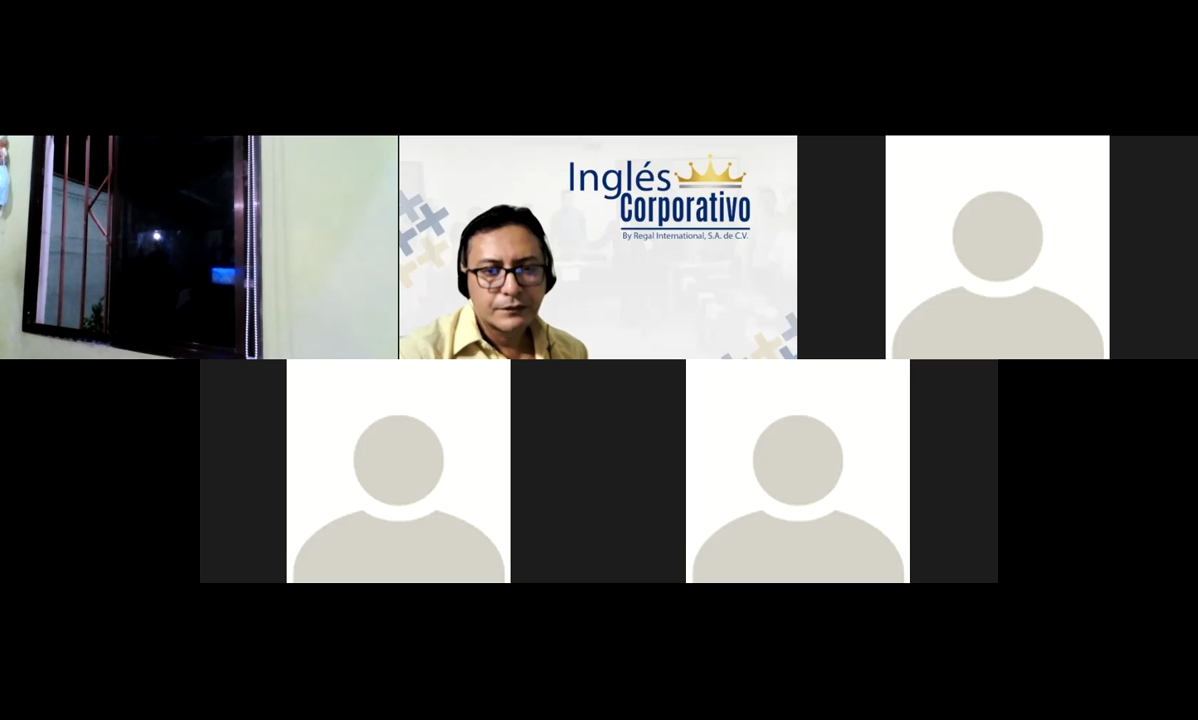 Inglés
Corporativo
By Regal International, S.A. de C.V.